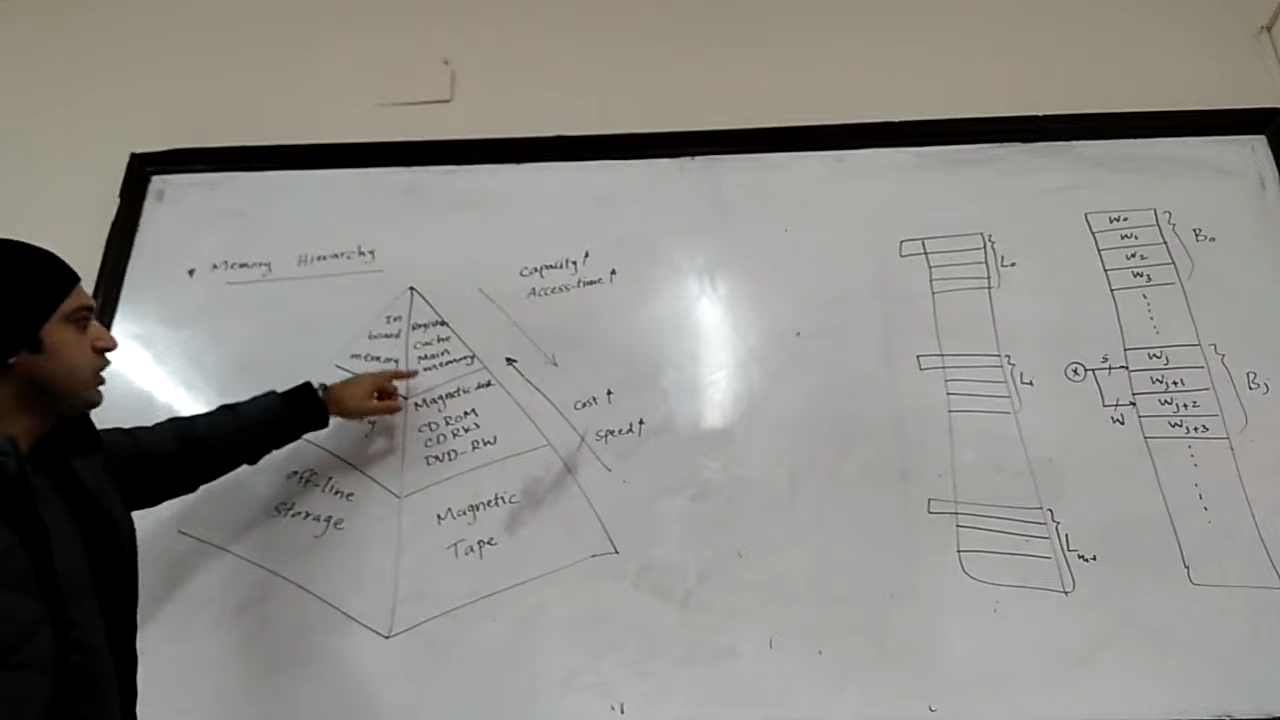 Memory Hierarchy
Capacity ↑
Access-time ↑
In
board
memory
Register
Cache
Main
memory
Magnetic disk
CD ROM
CD RW
DVD-RW
Cost ↑
Speed ↑
off-line
Storage
Magnetic
Tape
L₀
Lᵢ
W₀
W₁
W₂
W₃
B₀
x
s
W
Wj
Wj+1
Wj+2
Wj+3
Bj